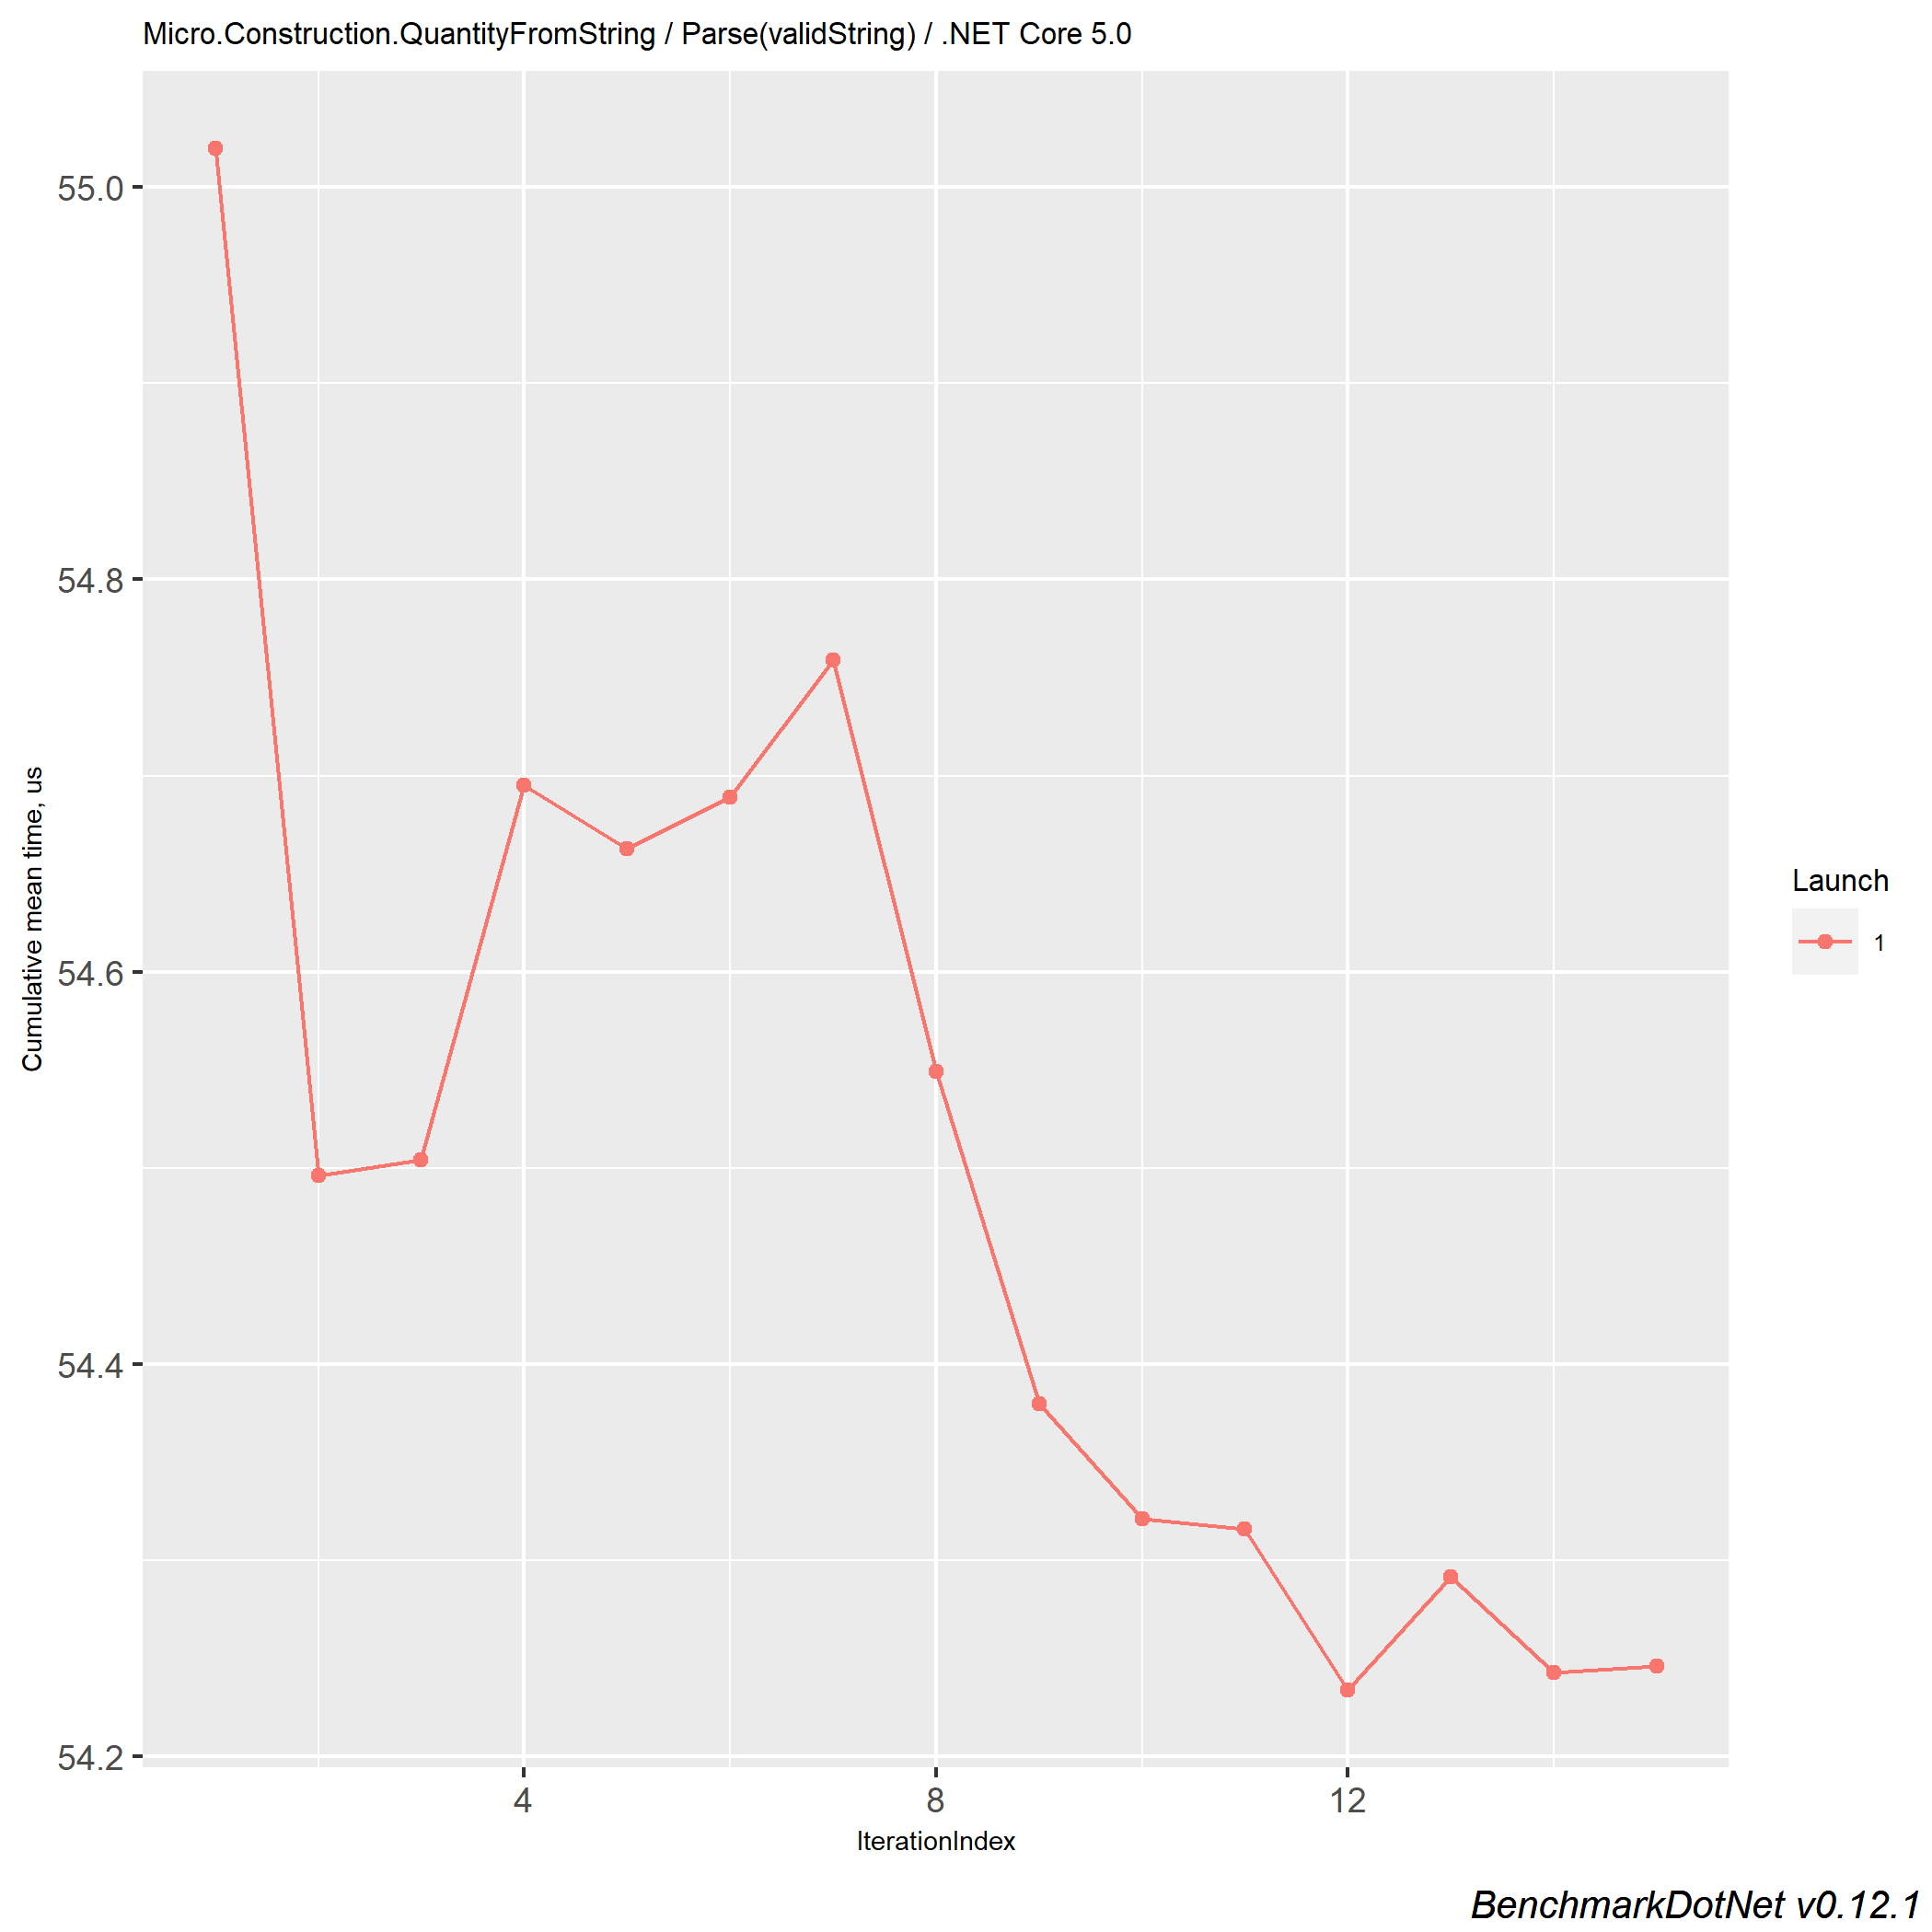 Micro.Construction.QuantityFromString / Parse(validString) / .NET Core 5.0
55.0
54.8
54.6
54.4
54.2
Cumulative mean time, us
4
8
12
IterationIndex
Launch
1
BenchmarkDotNet v0.12.1